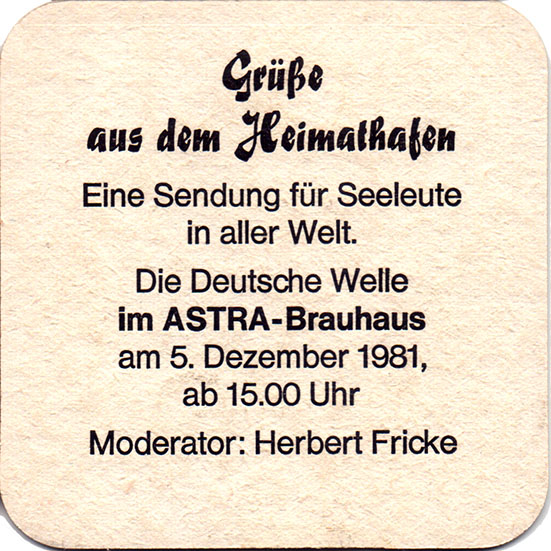 Grüße
aus dem Heimathafen
Eine Sendung für Seeleute
in aller Welt.
Die Deutsche Welle
im ASTRA-Brauhaus
am 5. Dezember 1981,
ab 15.00 Uhr
Moderator: Herbert Fricke